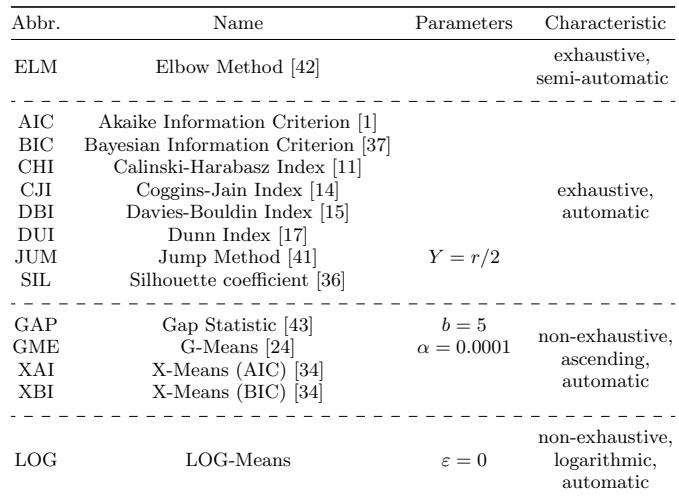 Abbr. Name Parameters Characteristic
ELM Elbow Method [42] exhaustive,
semi-automatic
AIC Akaike Information Criterion [1]
BIC Bayesian Information Criterion [37]
CHI Calinski-Harabasz Index [11]
CJI Coggins-Jain Index [14] exhaustive,
DBI Davies-Bouldin Index [15] automatic
DUI Dunn Index [17]
JUM Jump Method [41] Y = r/2
SIL Silhouette coefficient [36]
GAP Gap Statistic [43] b = 5 non-exhaustive,
GME G-Means [24] α = 0.0001 ascending,
XAI X-Means (AIC) [34] automatic
XBI X-Means (BIC) [34]
non-exhaustive,
LOG LOG-Means ε = 0 logarithmic,
automatic